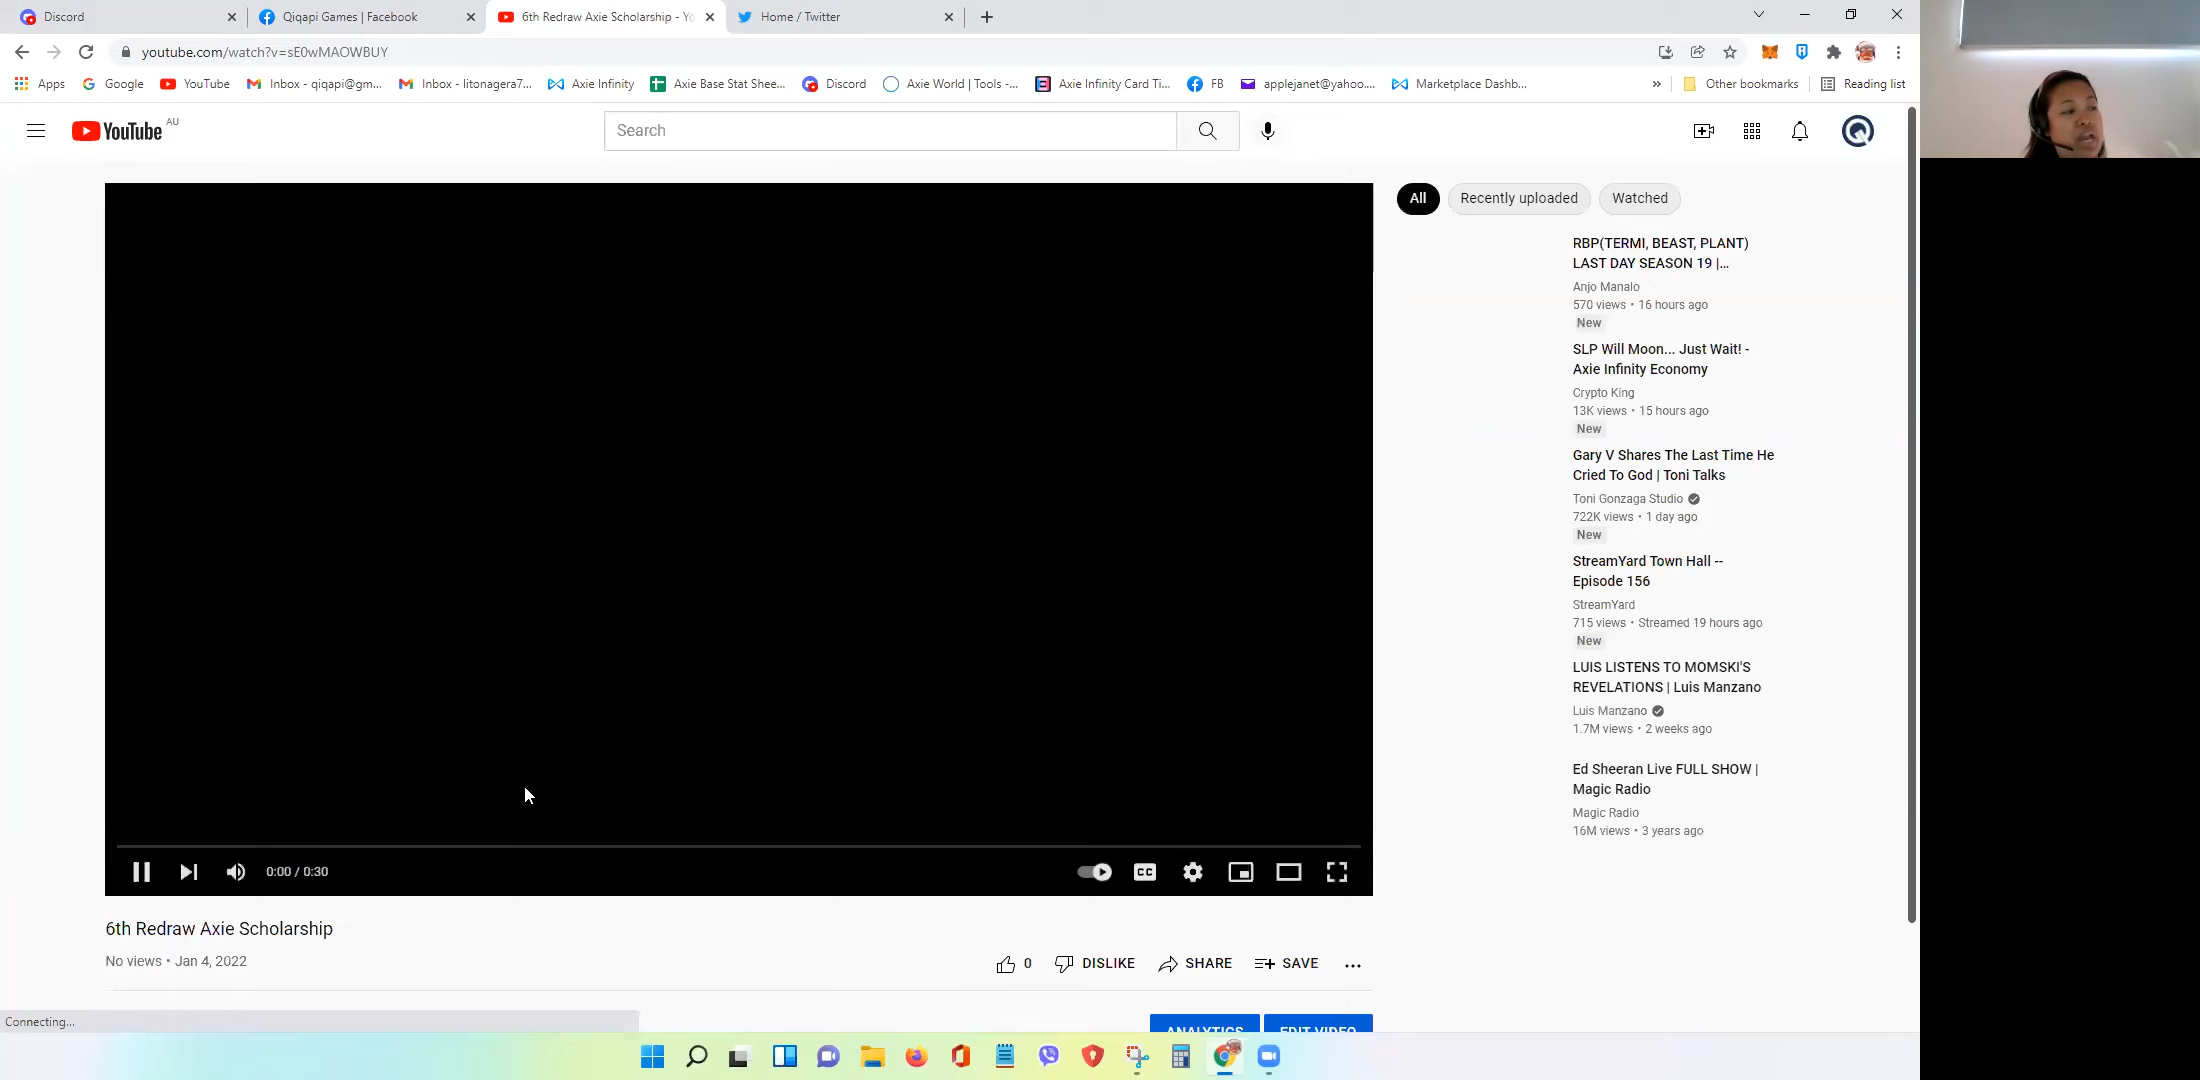 Discord
Qiqapi Games | Facebook
6th Redraw Axie Scholarship - Yo
Home / Twitter
youtube.com/watch?v=sE0wMAOWBUY
Apps
Google
YouTube
Inbox - qiqapi@gm...
Inbox - litonagera7...
Axie Infinity
Axie Base Stat Shee...
Discord
Axie World | Tools -...
Axie Infinity Card Ti...
FB
applejanet@yahoo....
Marketplace Dashb...
»
Other bookmarks
Reading list
YouTube AU
Search
All
Recently uploaded
Watched
RBP(TERMI, BEAST, PLANT)
LAST DAY SEASON 19 |...
Anjo Manalo
570 views • 16 hours ago
New
SLP Will Moon... Just Wait! -
Axie Infinity Economy
Crypto King
13K views • 15 hours ago
New
Gary V Shares The Last Time He
Cried To God | Toni Talks
Toni Gonzaga Studio
722K views • 1 day ago
New
StreamYard Town Hall --
Episode 156
StreamYard
715 views • Streamed 19 hours ago
New
LUIS LISTENS TO MOMSKI'S
REVELATIONS | Luis Manzano
Luis Manzano
1.7M views • 2 weeks ago
Ed Sheeran Live FULL SHOW |
Magic Radio
Magic Radio
16M views • 3 years ago
0:00 / 0:30
CC
6th Redraw Axie Scholarship
No views • Jan 4, 2022
0
DISLIKE
SHARE
SAVE
...
Connecting...
ANALYTICS
EDIT VIDEO